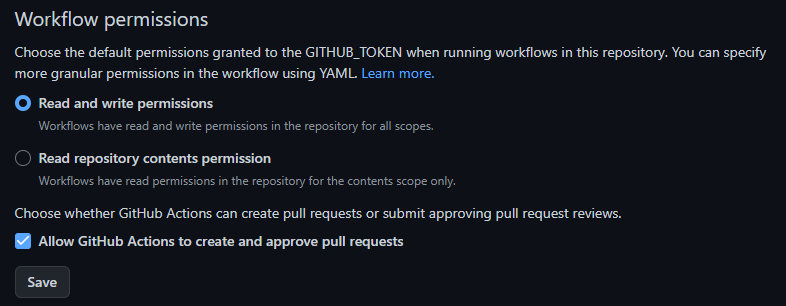 Workflow permissions
Choose the default permissions granted to the GITHUB_TOKEN when running workflows in this repository. You can specify
more granular permissions in the workflow using YAML. Learn more.
Read and write permissions
Workflows have read and write permissions in the repository for all scopes.
Read repository contents permission
Workflows have read permissions in the repository for the contents scope only.
Choose whether GitHub Actions can create pull requests or submit approving pull request reviews.
Allow GitHub Actions to create and approve pull requests
Save